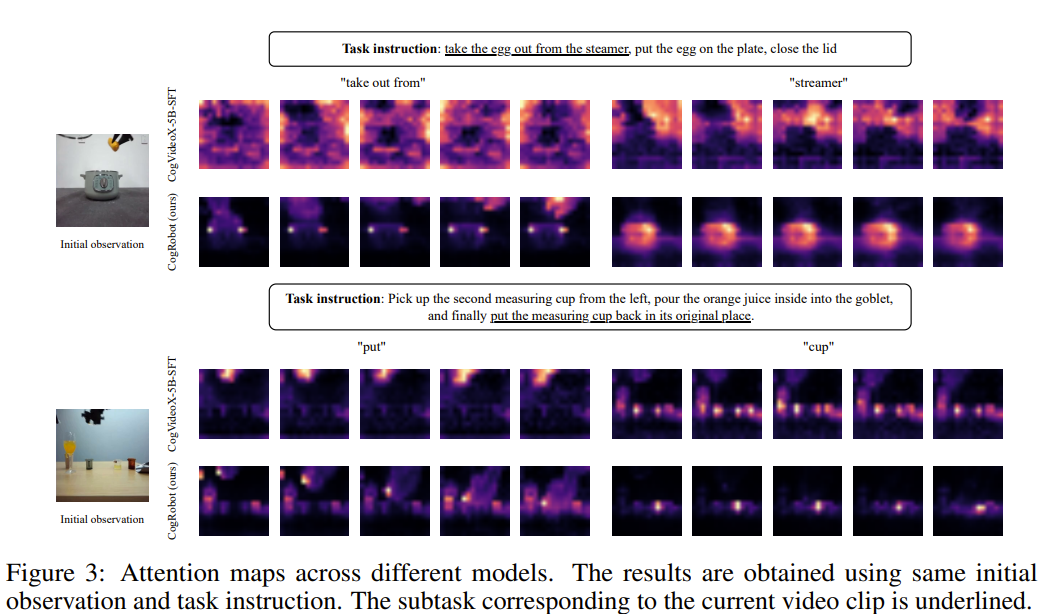 Task instruction: take the egg out from the steamer, put the egg on the plate, close the lid
"take out from"
"streamer"
CogVideoX-5B-SFT
CogRobot (ours)
Initial observation
Task instruction: Pick up the second measuring cup from the left, pour the orange juice inside into the goblet,
and finally put the measuring cup back in its original place.
"put"
"cup"
CogVideoX-5B-SFT
CogRobot (ours)
Initial observation
Figure 3: Attention maps across different models. The results are obtained using same initial
observation and task instruction. The subtask corresponding to the current video clip is underlined.